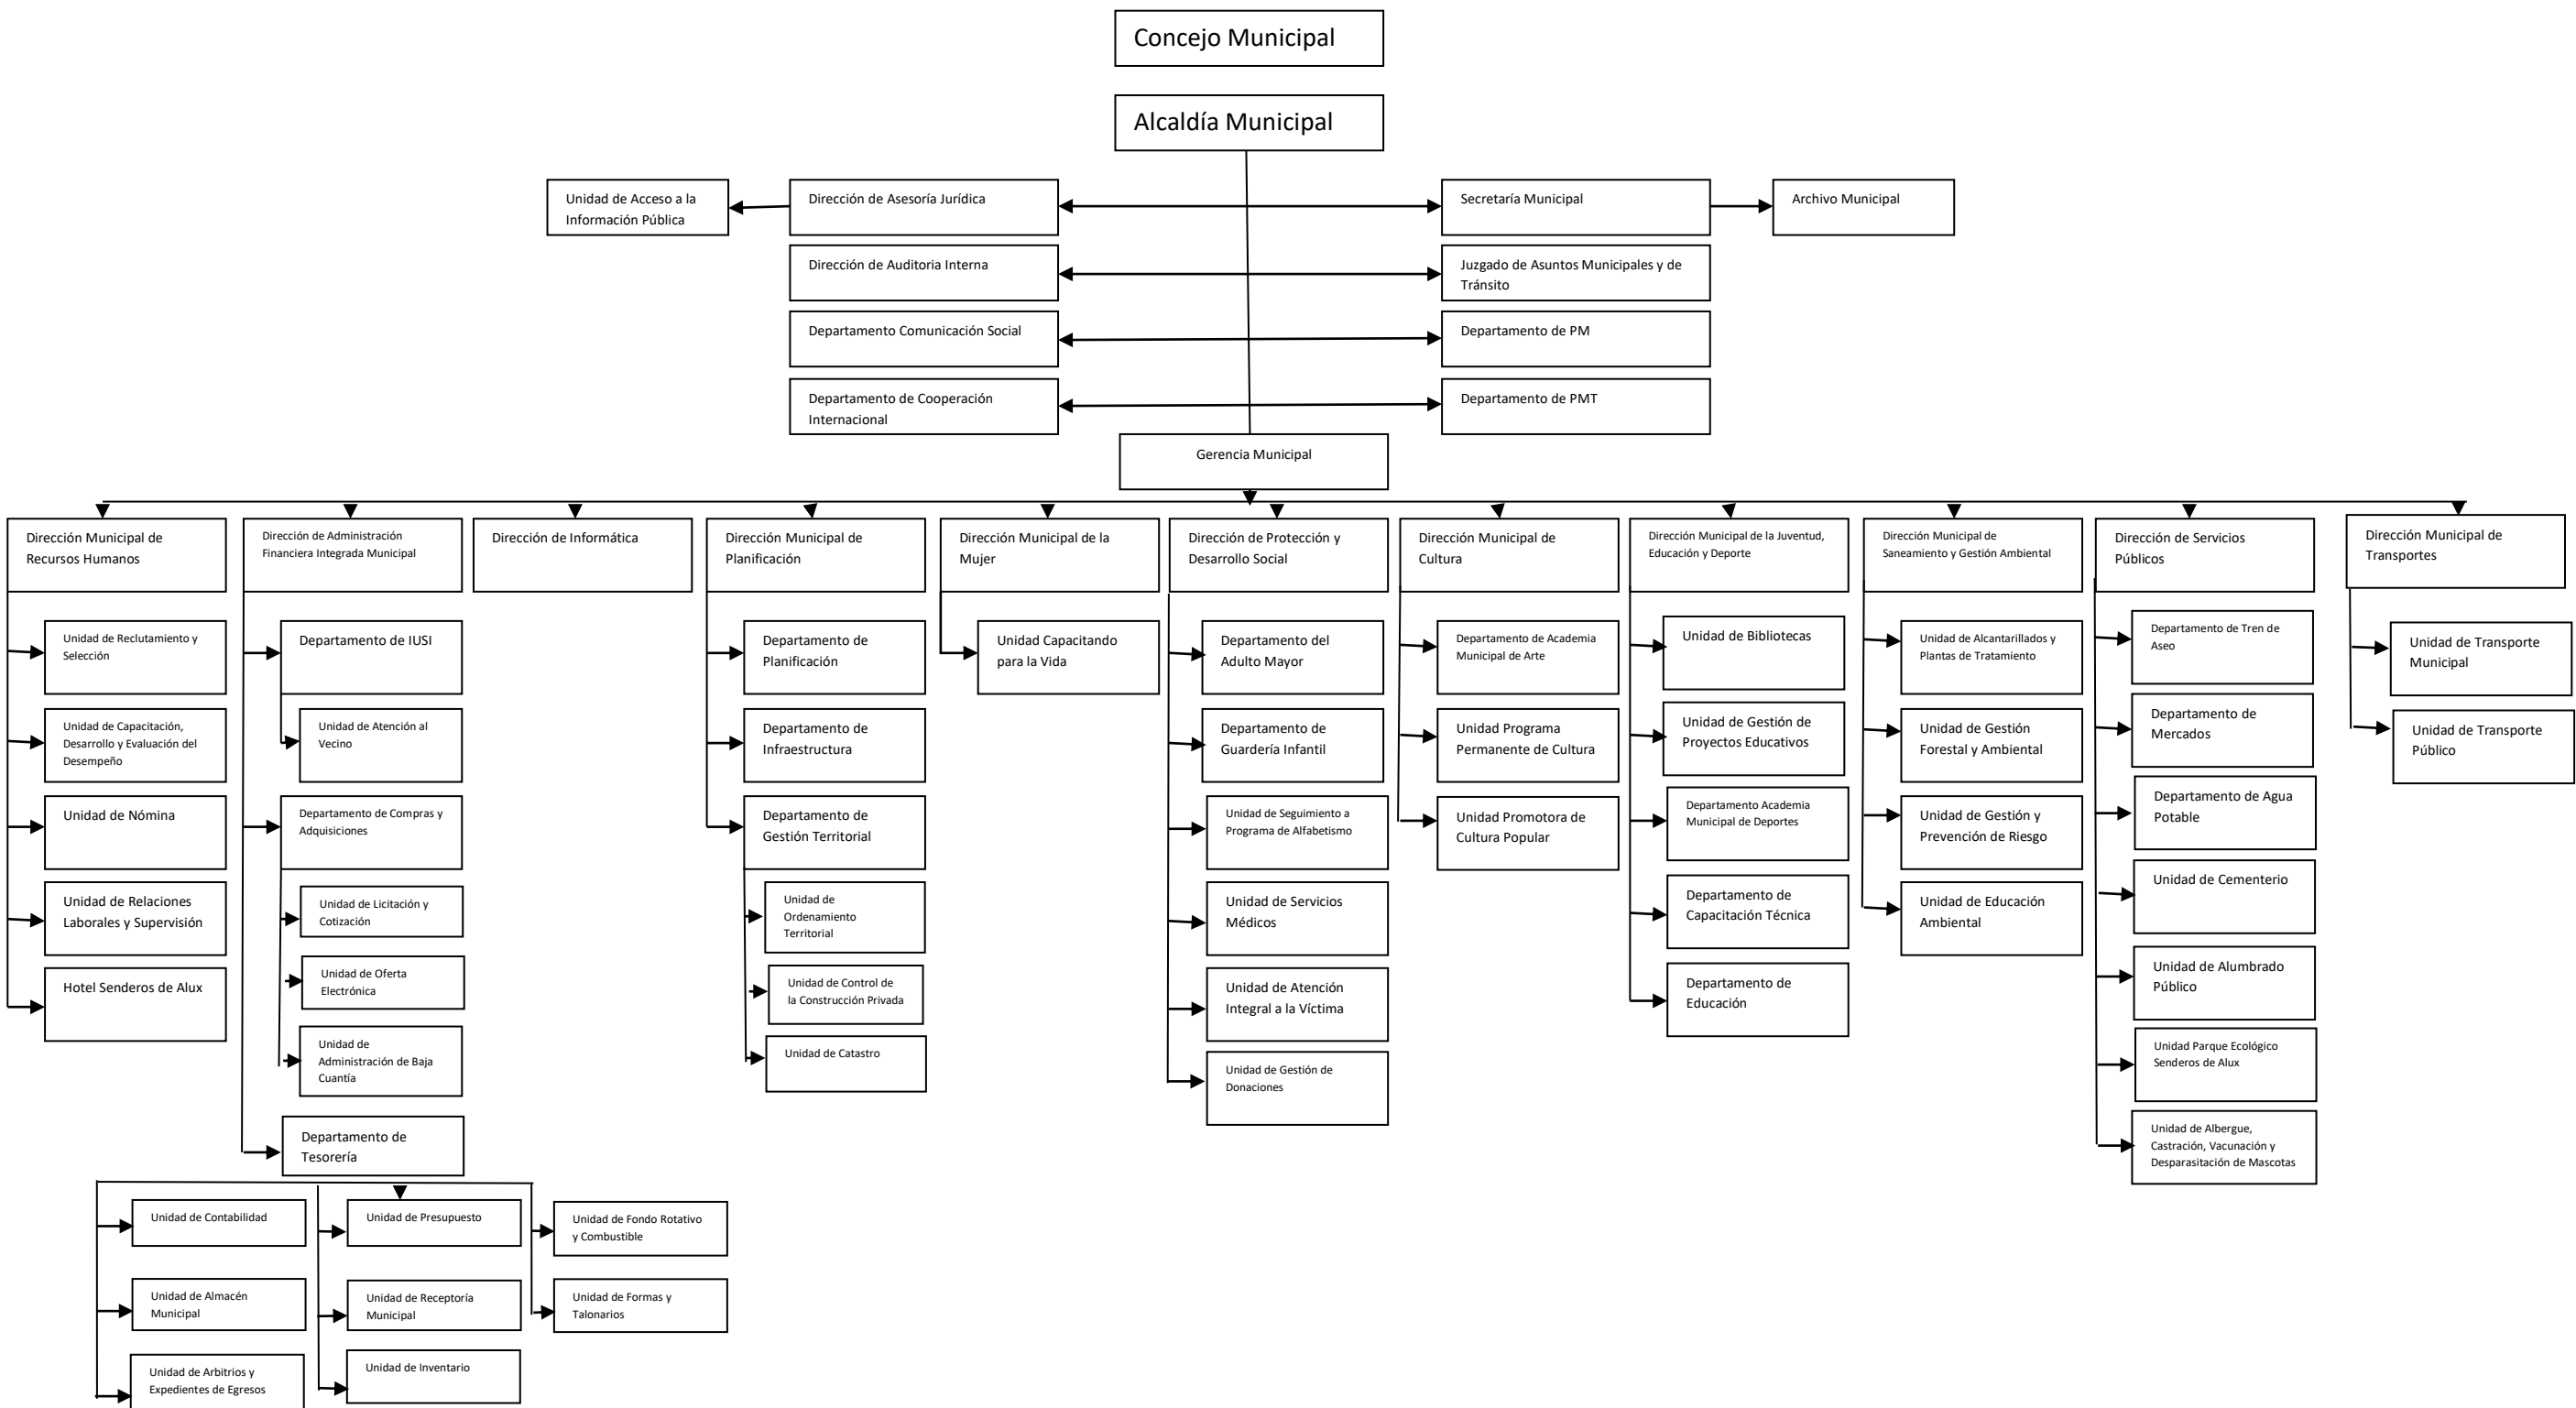 Concejo Municipal
Alcaldía Municipal
Unidad de Acceso a la
Información Pública
Dirección de Asesoría Jurídica
Secretaría Municipal
Archivo Municipal
Dirección de Auditoria Interna
Juzgado de Asuntos Municipales y de
Tránsito
Departamento Comunicación Social
Departamento de PM
Departamento de Cooperación
Internacional
Departamento de PMT
Gerencia Municipal
Dirección Municipal de
Recursos Humanos
Unidad de Reclutamiento y
Selección
Unidad de Capacitación,
Desarrollo y Evaluación del
Desempeño
Unidad de Nómina
Unidad de Relaciones
Laborales y Supervisión
Hotel Senderos de Alux
Dirección de Administración
Financiera Integrada Municipal
Departamento de IUSI
Unidad de Atención al
Vecino
Departamento de Compras y
Adquisiciones
Unidad de Licitación y
Cotización
Unidad de Oferta
Electrónica
Unidad de
Administración de Baja
Cuantía
Departamento de
Tesorería
Unidad de Contabilidad
Unidad de Almacén
Municipal
Unidad de Arbitrios y
Expedientes de Egresos
Unidad de Presupuesto
Unidad de Receptoría
Municipal
Unidad de Inventario
Unidad de Fondo Rotativo
y Combustible
Unidad de Formas y
Talonarios
Dirección de Informática
Dirección Municipal de
Planificación
Departamento de
Planificación
Departamento de
Infraestructura
Departamento de
Gestión Territorial
Unidad de
Ordenamiento
Territorial
Unidad de Control de
la Construcción Privada
Unidad de Catastro
Dirección Municipal de la
Mujer
Unidad Capacitando
para la Vida
Dirección de Protección y
Desarrollo Social
Departamento del
Adulto Mayor
Departamento de
Guardería Infantil
Unidad de Seguimiento a
Programa de Alfabetismo
Unidad de Servicios
Médicos
Unidad de Atención
Integral a la Víctima
Unidad de Gestión de
Donaciones
Dirección Municipal de
Cultura
Departamento de Academia
Municipal de Arte
Unidad Programa
Permanente de Cultura
Unidad Promotora de
Cultura Popular
Dirección Municipal de la Juventud,
Educación y Deporte
Unidad de Bibliotecas
Unidad de Gestión de
Proyectos Educativos
Departamento Academia
Municipal de Deportes
Departamento de
Capacitación Técnica
Departamento de
Educación
Dirección Municipal de
Saneamiento y Gestión Ambiental
Unidad de Alcantarillados y
Plantas de Tratamiento
Unidad de Gestión
Forestal y Ambiental
Unidad de Gestión y
Prevención de Riesgo
Unidad de Educación
Ambiental
Dirección de Servicios
Públicos
Departamento de Tren de
Aseo
Departamento de
Mercados
Departamento de Agua
Potable
Unidad de Cementerio
Unidad de Alumbrado
Público
Unidad Parque Ecológico
Senderos de Alux
Unidad de Albergue,
Castración, Vacunación y
Desparasitación de Mascotas
Dirección Municipal de
Transportes
Unidad de Transporte
Municipal
Unidad de Transporte
Público